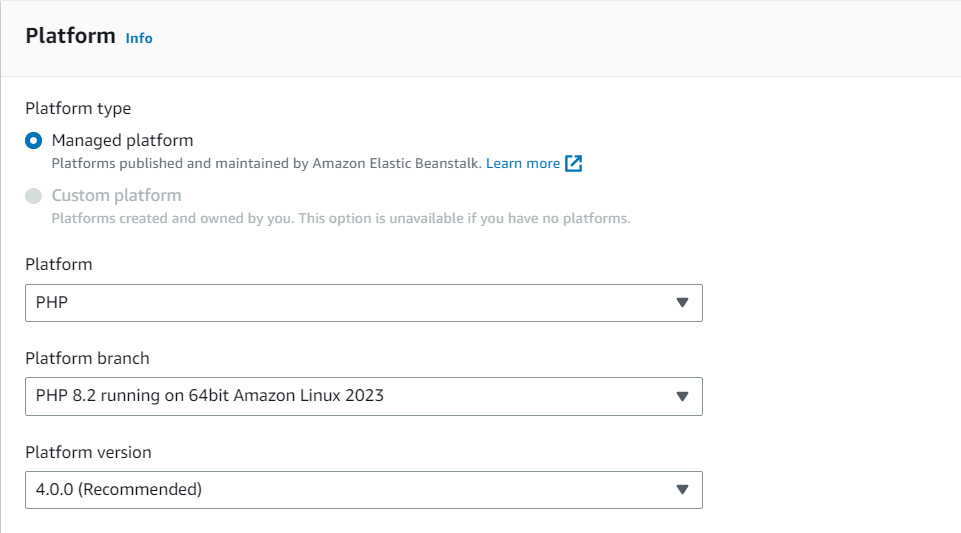 Platform Info
Platform type
Managed platform
Platforms published and maintained by Amazon Elastic Beanstalk. Learn more
Custom platform
Platforms created and owned by you. This option is unavailable if you have no platforms.
Platform
PHP
Platform branch
PHP 8.2 running on 64bit Amazon Linux 2023
Platform version
4.0.0 (Recommended)